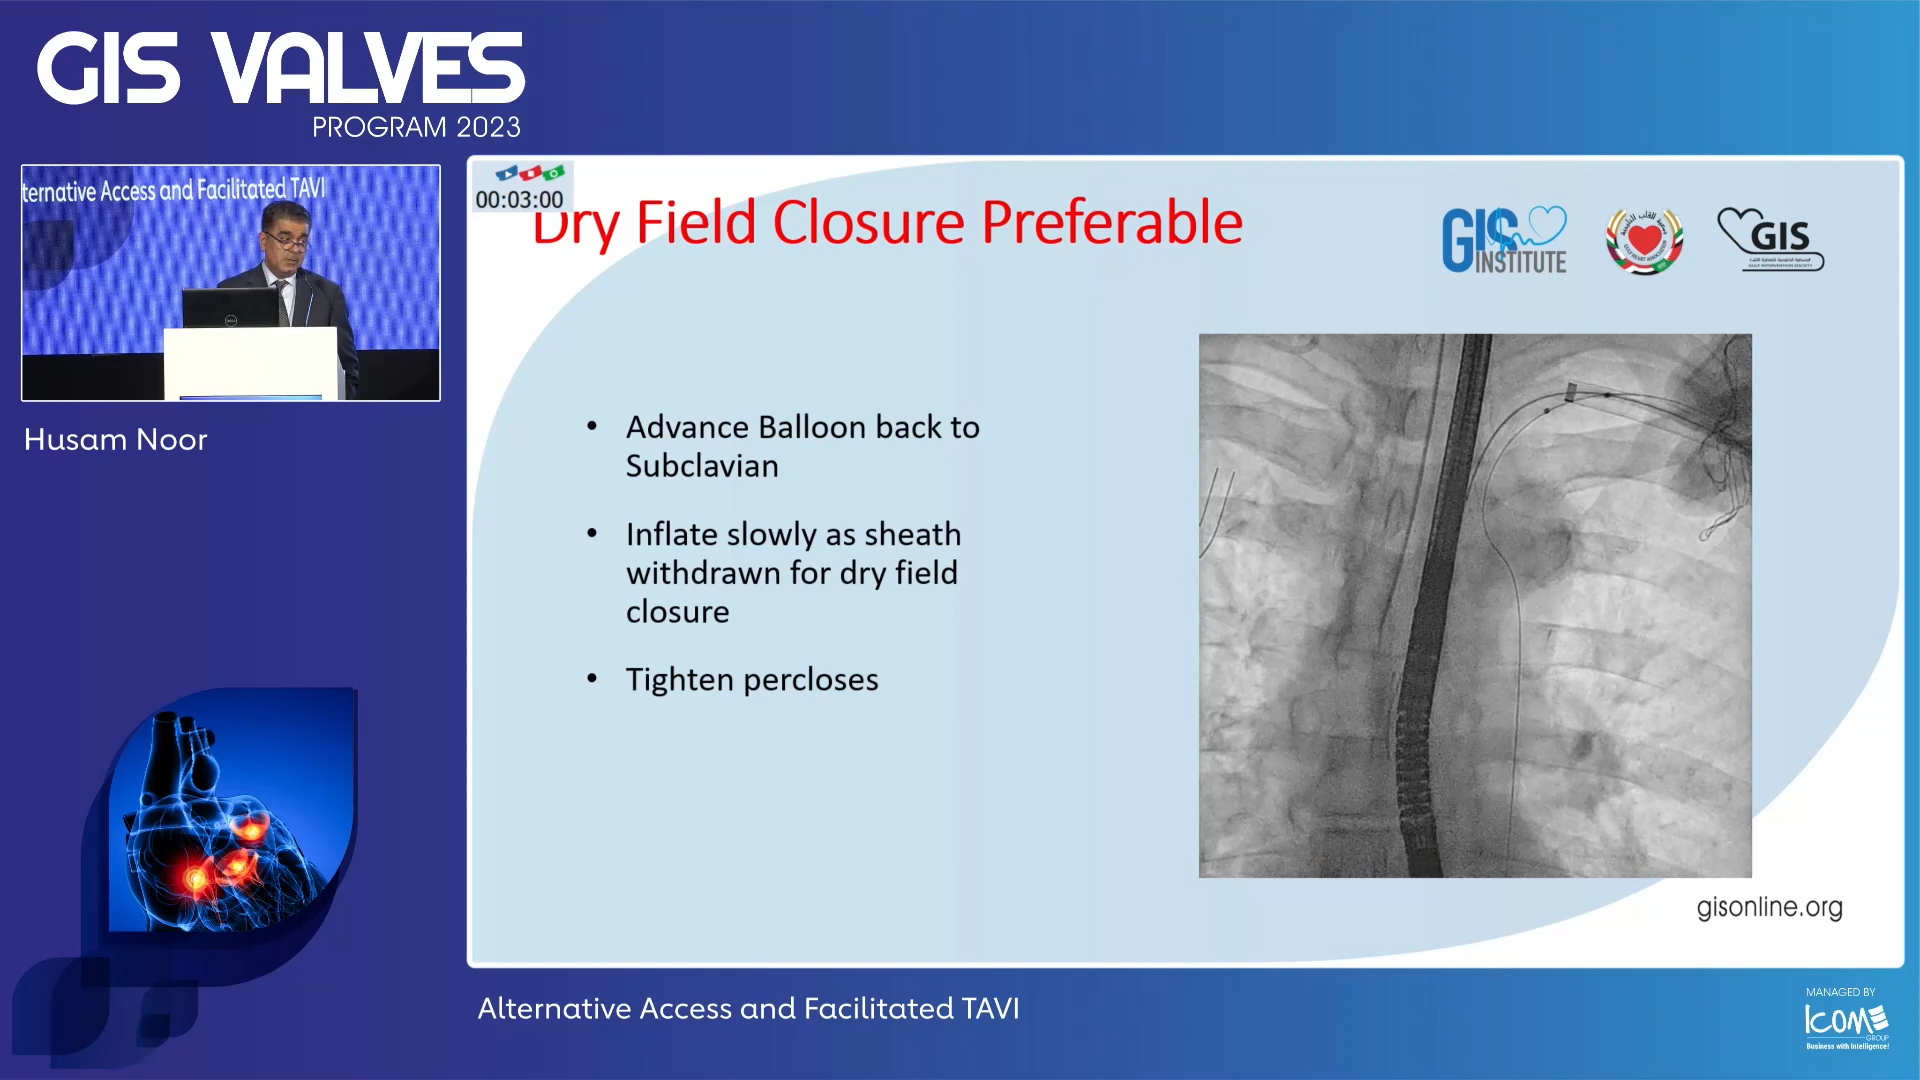 GIS VALVES
PROGRAM 2023
ternative Access and Facilitated TAVI
DELL
Husam Noor
00:03:00
Dry Field Closure Preferable
GIS
INSTITUTE
GIS
• Advance Balloon back to
Subclavian
• Inflate slowly as sheath
withdrawn for dry field
closure
• Tighten percloses
gisonline.org
Alternative Access and Facilitated TAVI
MANAGED BY
ICOME
GROUP
Business with Intelligence!